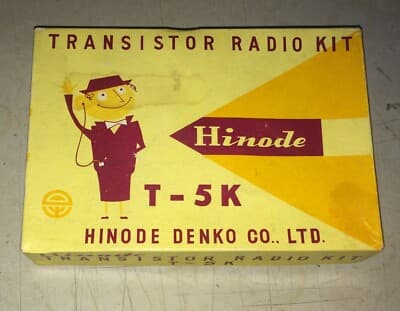 TRANSISTOR RADIO KIT
Hinode
T-5K
HINODE DENKO CO., LTD.
TRANSISTOR RADIO KIT
T-5K